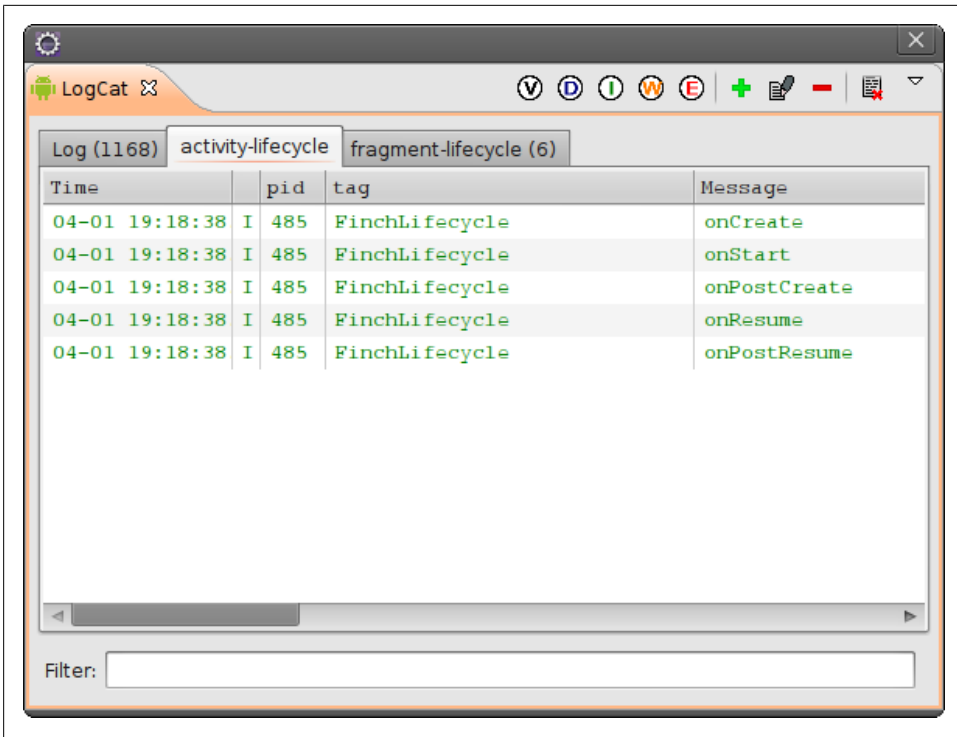 LogCat
V D I W E
Log (1168) activity-lifecycle fragment-lifecycle (6)
Time pid tag Message
04-01 19:18:38 I 485 FinchLifecycle onCreate
04-01 19:18:38 I 485 FinchLifecycle onStart
04-01 19:18:38 I 485 FinchLifecycle onPostCreate
04-01 19:18:38 I 485 FinchLifecycle onResume
04-01 19:18:38 I 485 FinchLifecycle onPostResume
Filter: